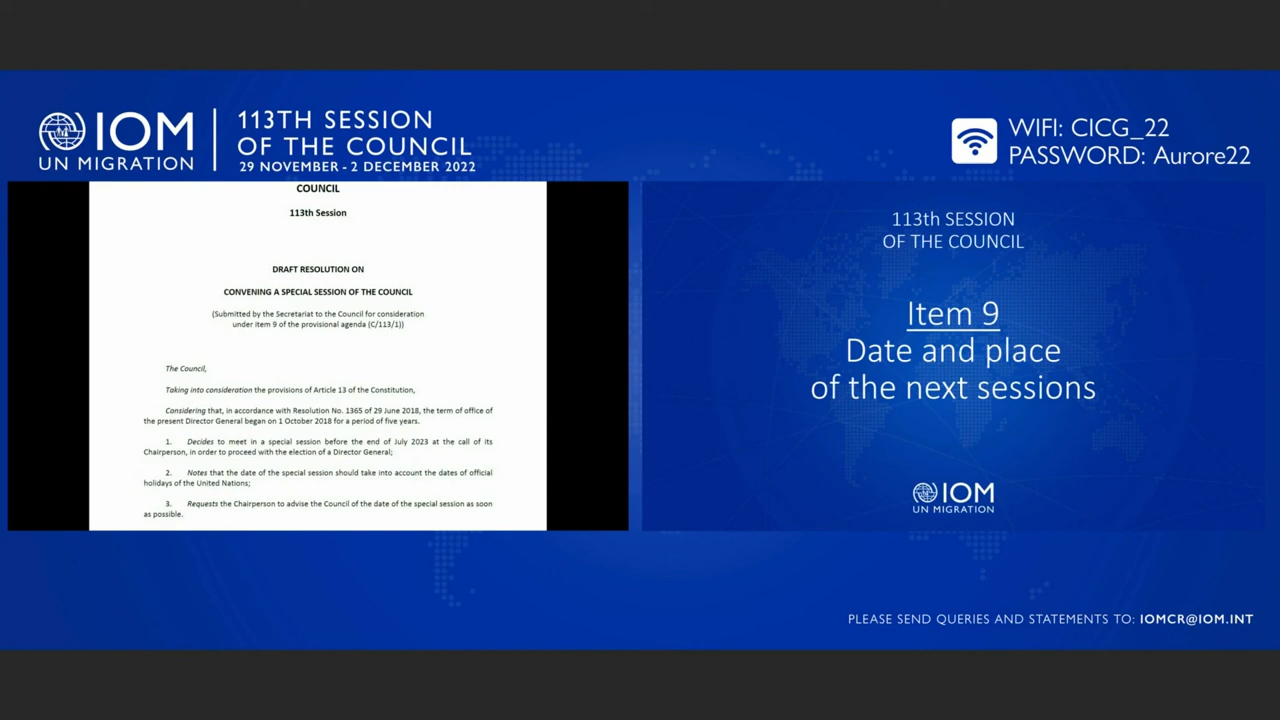 IOM
UN MIGRATION
113TH SESSION
OF THE COUNCIL
29 NOVEMBER - 2 DECEMBER 2022
WIFI: CICG_22
PASSWORD: Aurore22
COUNCIL
113th Session
DRAFT RESOLUTION ON
CONVENING A SPECIAL SESSION OF THE COUNCIL
(Submitted by the Secretariat to the Council for consideration
under item 9 of the provisional agenda (C/113/1))
The Council,
Taking into consideration the provisions of Article 13 of the Constitution,
Considering that, in accordance with Resolution No. 1365 of 29 June 2018, the term of office of
the present Director General began on 1 October 2018 for a period of five years.
1. Decides to meet in a special session before the end of July 2023 at the call of its
Chairperson, in order to proceed with the election of a Director General;
2. Notes that the date of the special session should take into account the dates of official
holidays of the United Nations;
3. Requests the Chairperson to advise the Council of the date of the special session as soon
as possible.
113th SESSION
OF THE COUNCIL
Item 9
Date and place
of the next sessions
IOM
UN MIGRATION
PLEASE SEND QUERIES AND STATEMENTS TO: IOMCR@IOM.INT